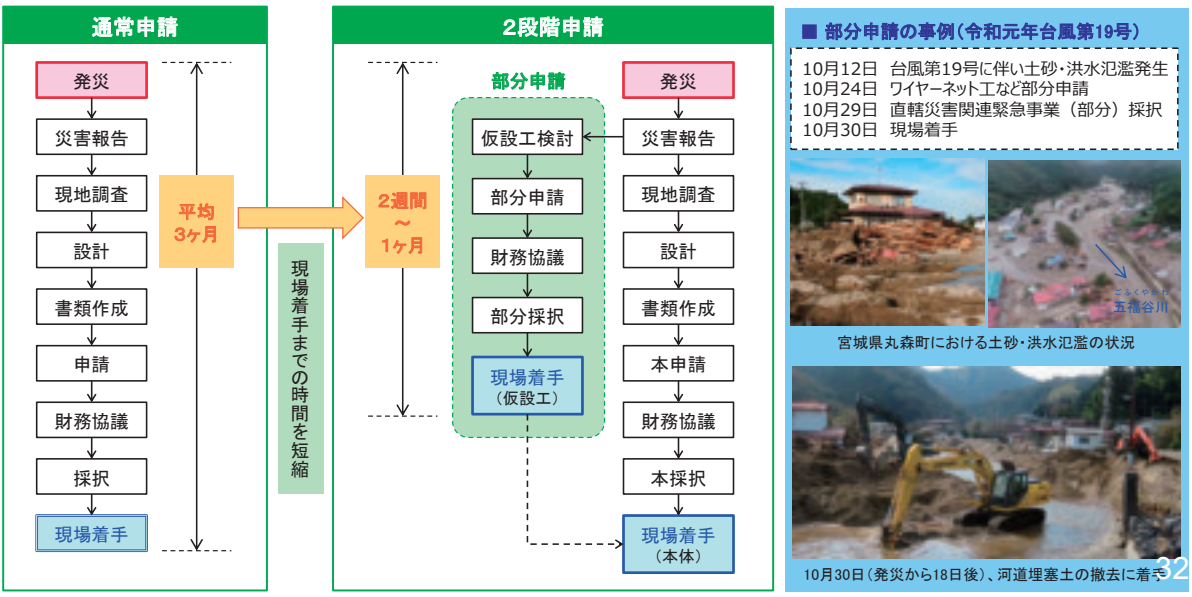 通常申請
発災
災害報告
現地調査
設計
書類作成
申請
財務協議
採択
現場着手
平均
3ヶ月
現場着手までの時間を短縮
2段階申請
2週間
～
1ヶ月
部分申請
仮設工検討
部分申請
財務協議
部分採択
現場着手
(仮設工)
発災
災害報告
現地調査
設計
書類作成
本申請
財務協議
本採択
現場着手
(本体)
■ 部分申請の事例(令和元年台風第19号)
10月12日 台風第19号に伴い土砂・洪水氾濫発生
10月24日 ワイヤーネット工など部分申請
10月29日 直轄災害関連緊急事業（部分）採択
10月30日 現場着手
ごふくやがわ
五福谷川
宮城県丸森町における土砂・洪水氾濫の状況
10月30日(発災から18日後)、河道埋塞土の撤去に着手
32